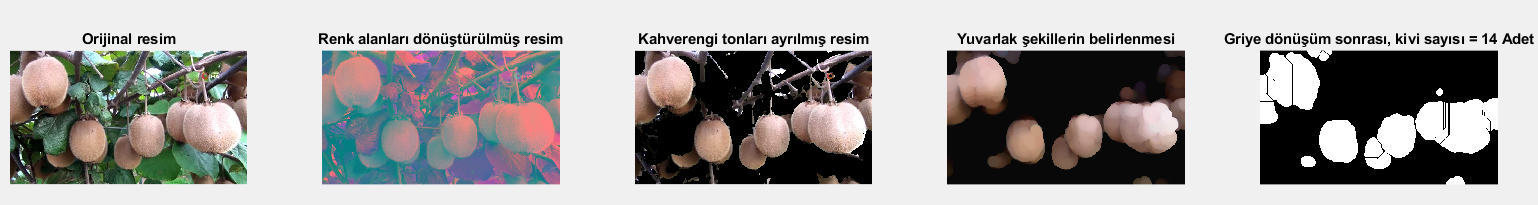 Orijinal resim
Renk alanları dönüştürülmüş resim
Kahverengi tonları ayrılmış resim
Yuvarlak şekillerin belirlenmesi
Griye dönüşüm sonrası, kivi sayısı = 14 Adet